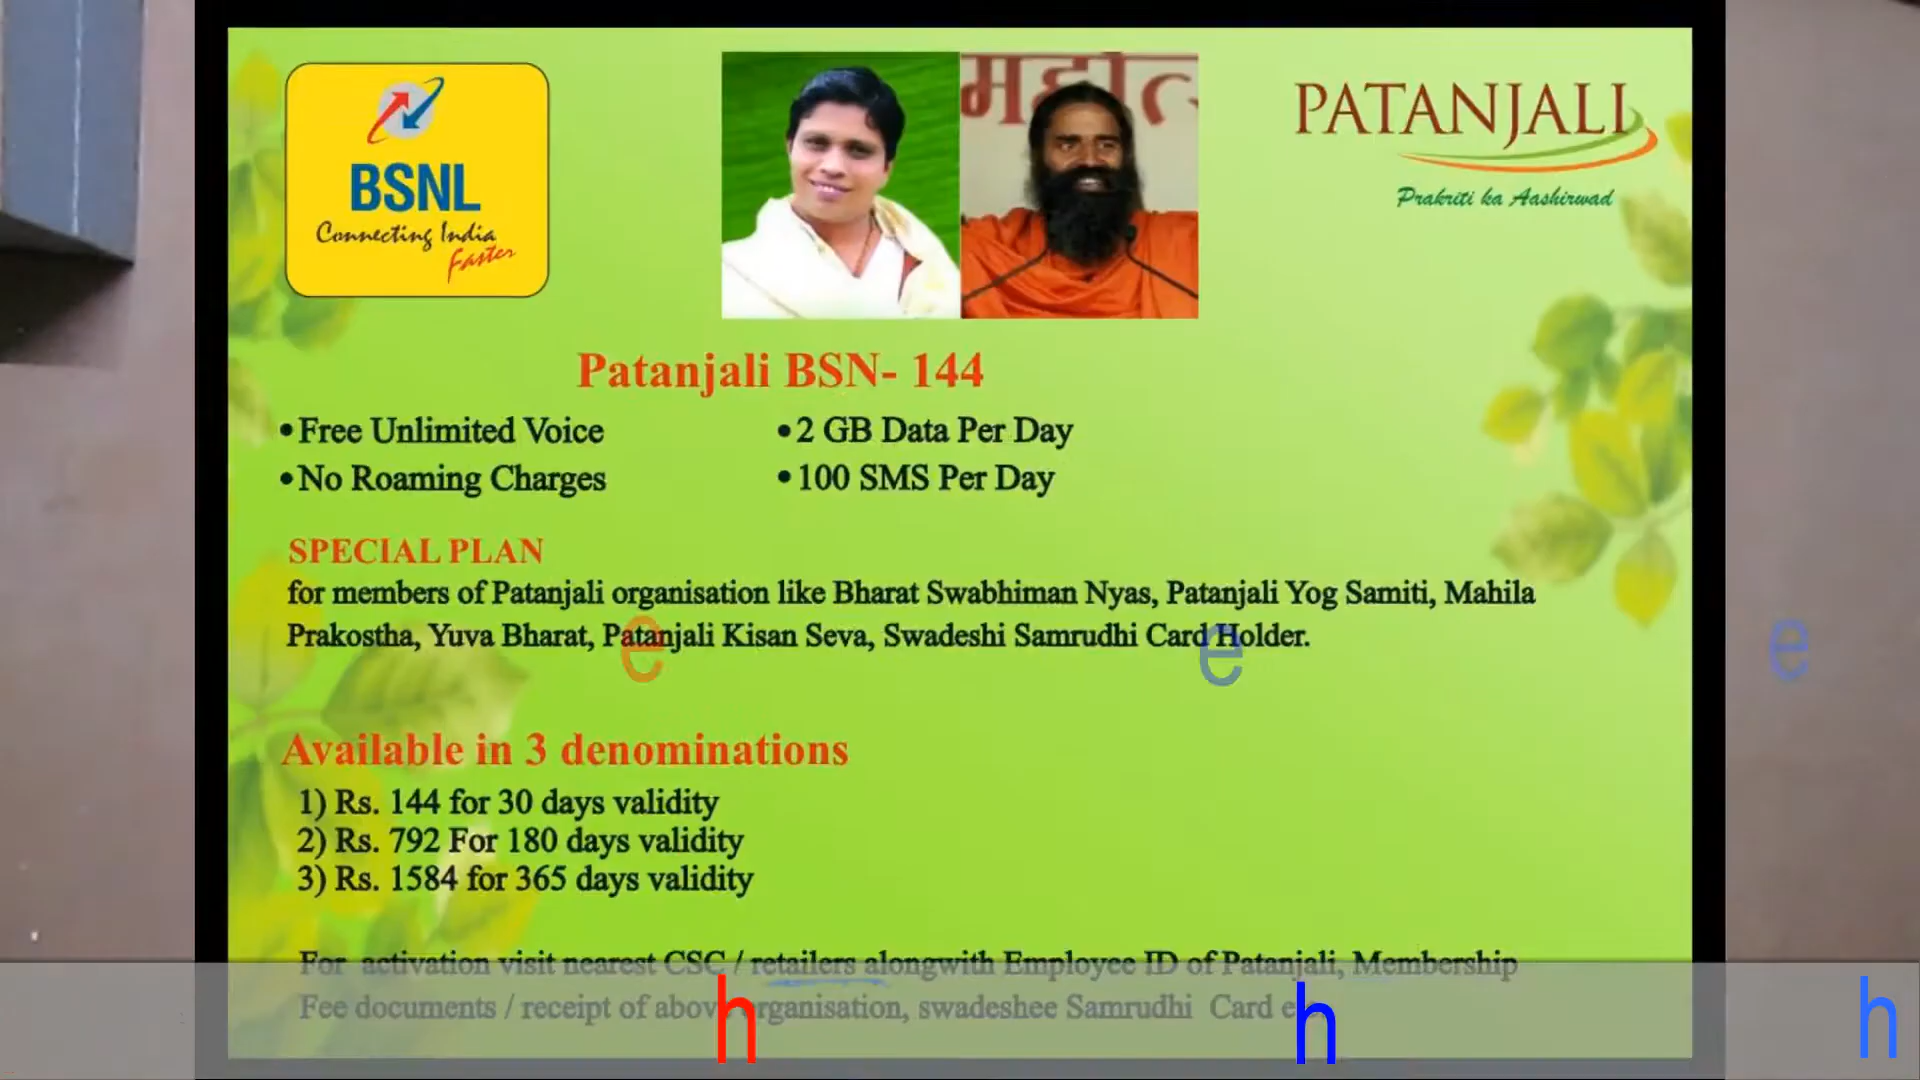 महोत्
BSNL
Connecting India
Faster
PATANJALI
Prakriti ka Aashirwad
Patanjali BSN- 144
•Free Unlimited Voice
•2 GB Data Per Day
•No Roaming Charges
•100 SMS Per Day
SPECIAL PLAN
for members of Patanjali organisation like Bharat Swabhiman Nyas, Patanjali Yog Samiti, Mahila
Prakostha, Yuva Bharat, Patanjali Kisan Seva, Swadeshi Samrudhi Card Holder.
e e e
Available in 3 denominations
1) Rs. 144 for 30 days validity
2) Rs. 792 For 180 days validity
3) Rs. 1584 for 365 days validity
For activation visit nearest CSC / retailers alongwith Employee ID of Patanjali, Membership
Fee documents / receipt of above organisation, swadeshee Samrudhi Card
h h h